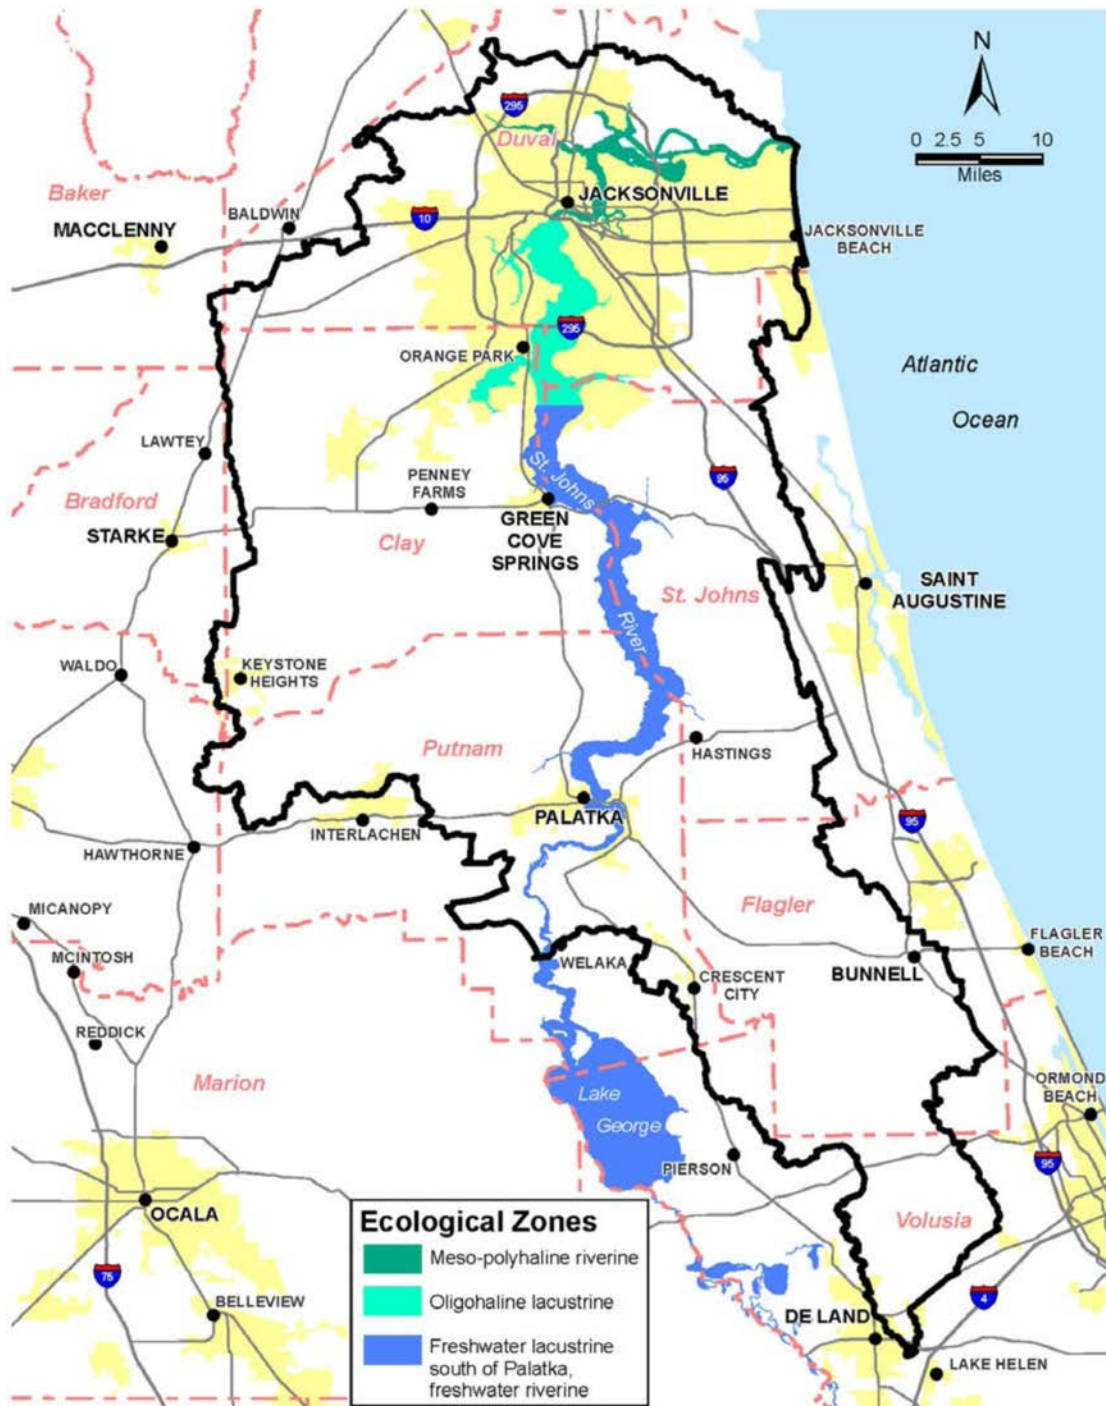 N
0 2.5 5 10
Miles
295
Duval
Baker
JACKSONVILLE
BALDWIN
MACCLENNY
10
JACKSONVILLE
BEACH
295
ORANGE PARK
Atlantic
Ocean
LAWTEY
PENNEY
FARMS
St. Johns
95
Bradford
STARKE
Clay
GREEN
COVE
SPRINGS
St. Johns
SAINT
AUGUSTINE
River
WALDO
KEYSTONE
HEIGHTS
Putnam
HASTINGS
PALATKA
INTERLACHEN
95
HAWTHORNE
MICANOPY
Flagler
FLAGLER
BEACH
MCINTOSH
WELAKA
BUNNELL
CRESCENT
CITY
REDDICK
Marion
Lake
George
ORMOND
BEACH
PIERSON
95
OCALA
Volusia
75
4
BELLEVIEW
DE LAND
LAKE HELEN
Ecological Zones
Meso-polyhaline riverine
Oligohaline lacustrine
Freshwater lacustrine
south of Palatka,
freshwater riverine